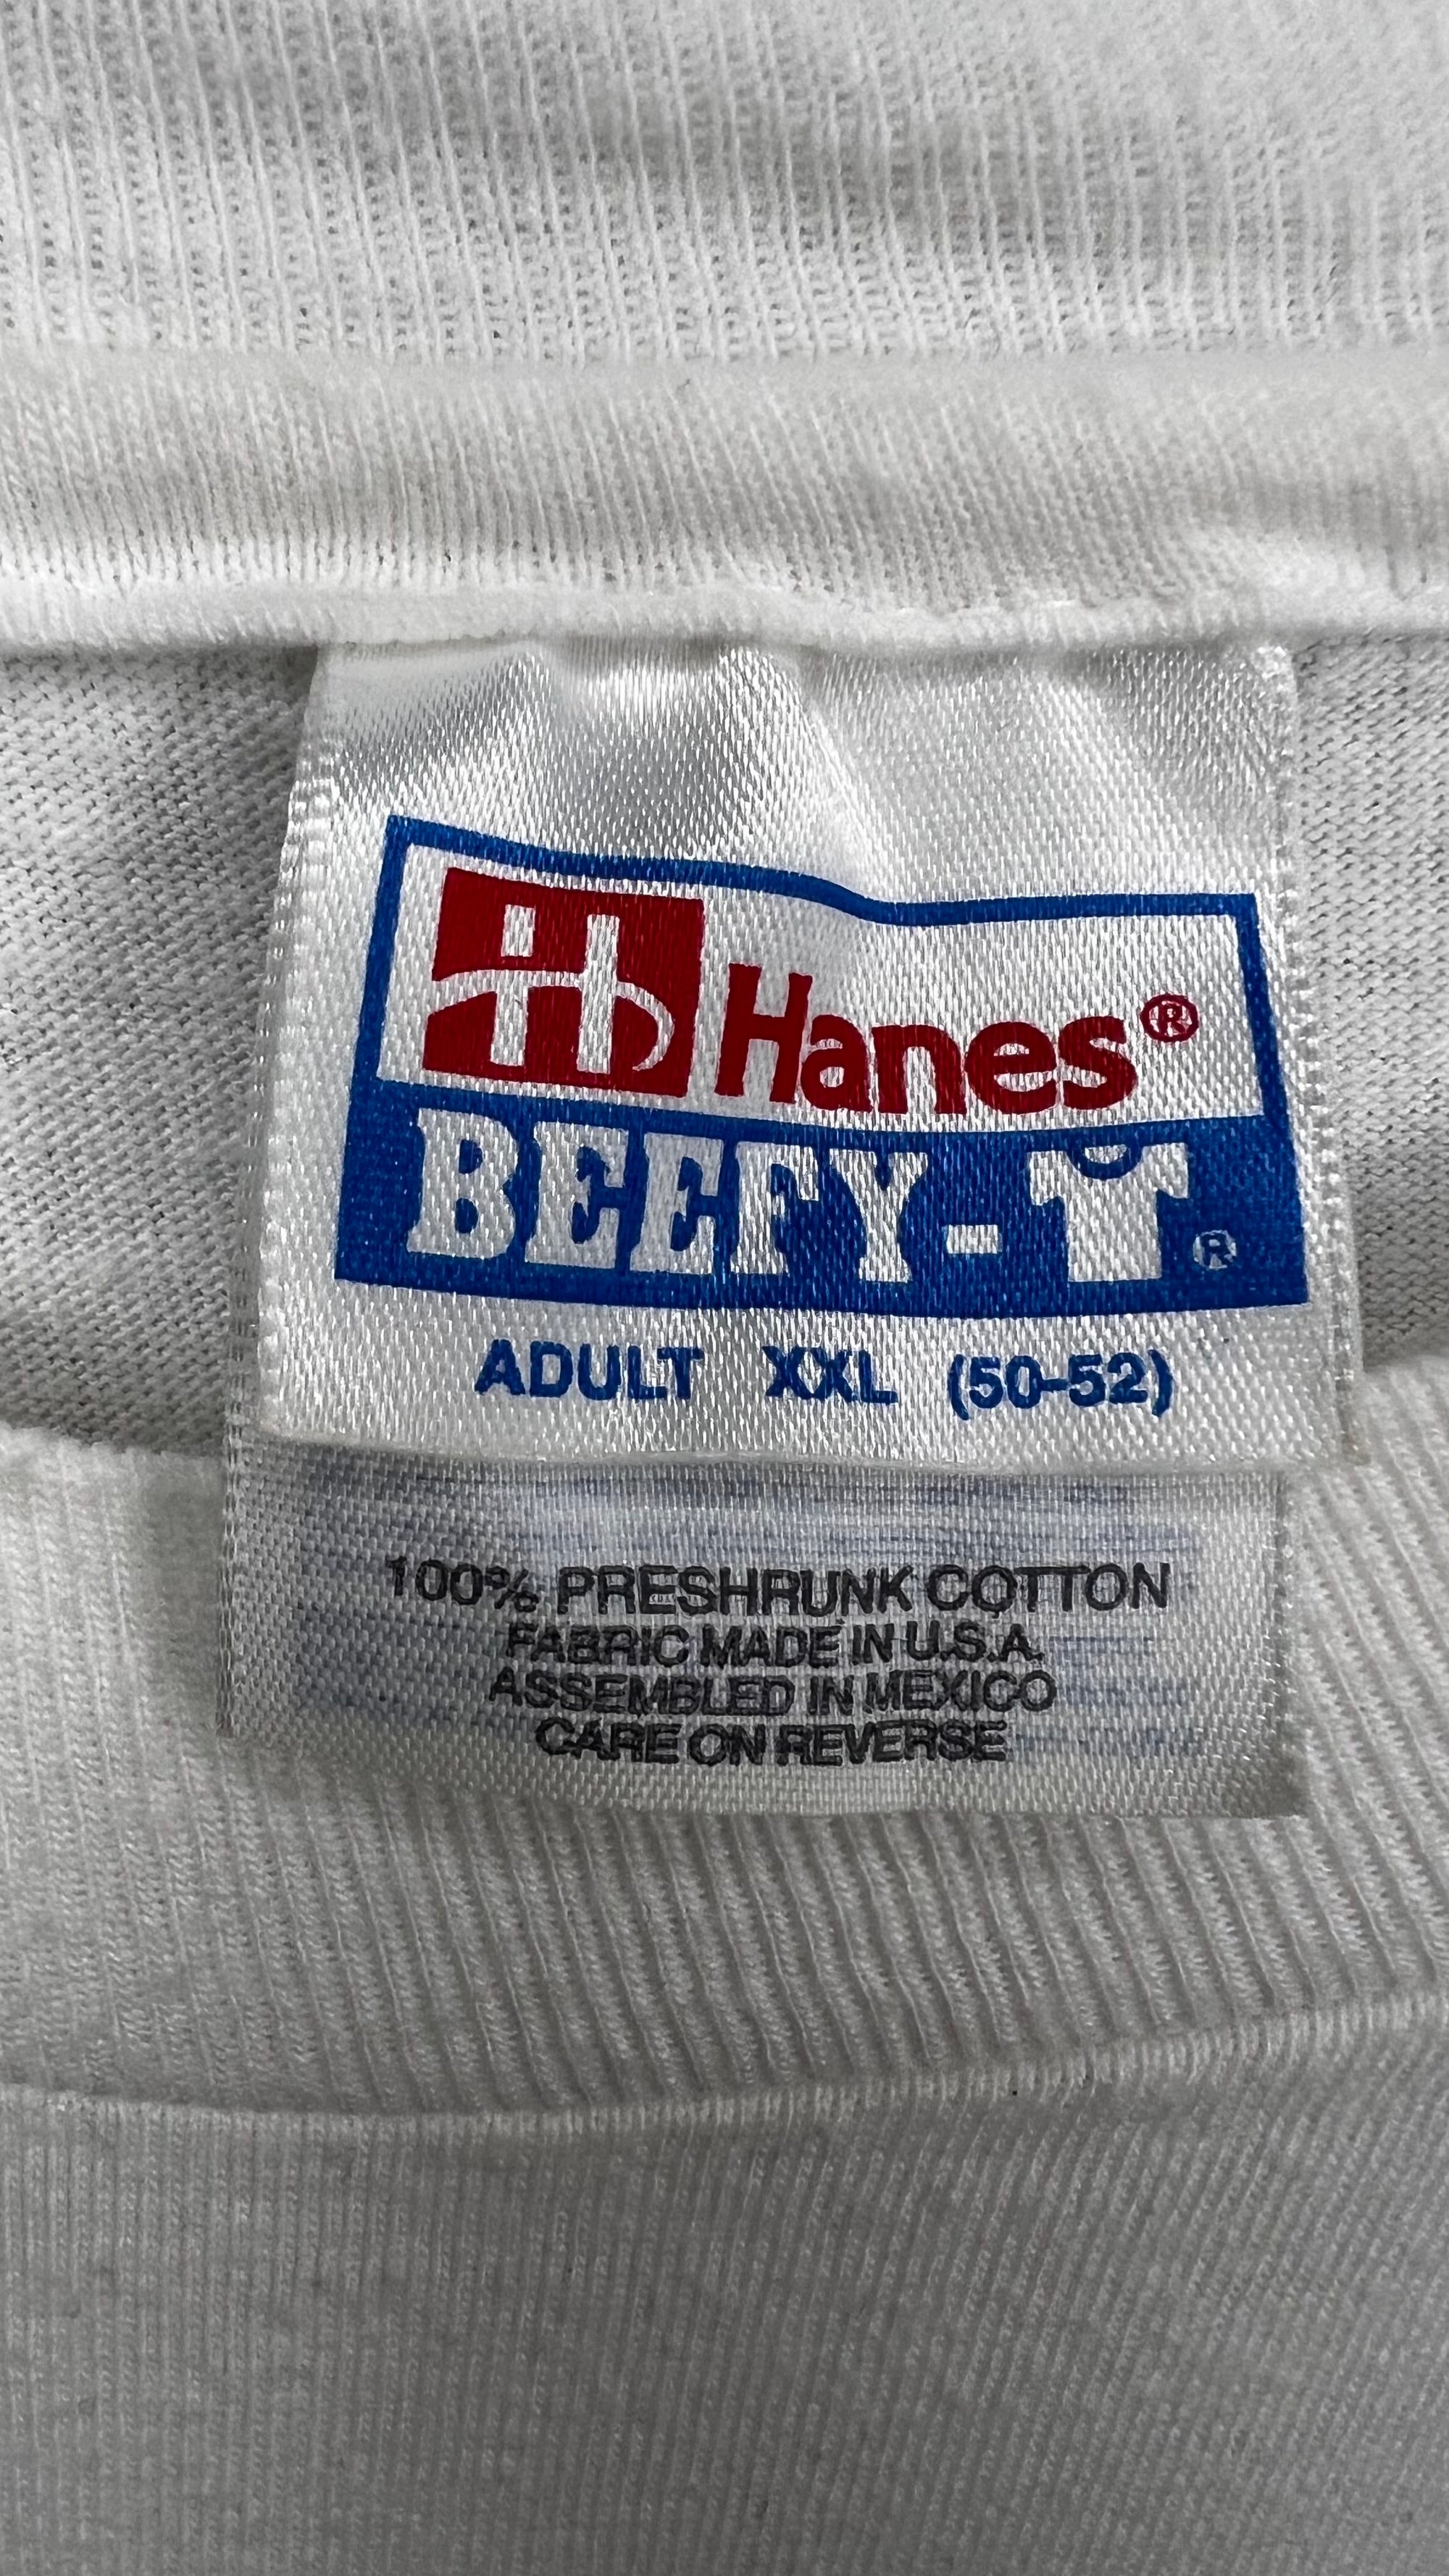 Hanes®
BEEFY-T®
ADULT XXL (50-52)
100% PRESHRUNK COTTON
FABRIC MADE IN U.S.A.
ASSEMBLED IN MEXICO
CARE ON REVERSE